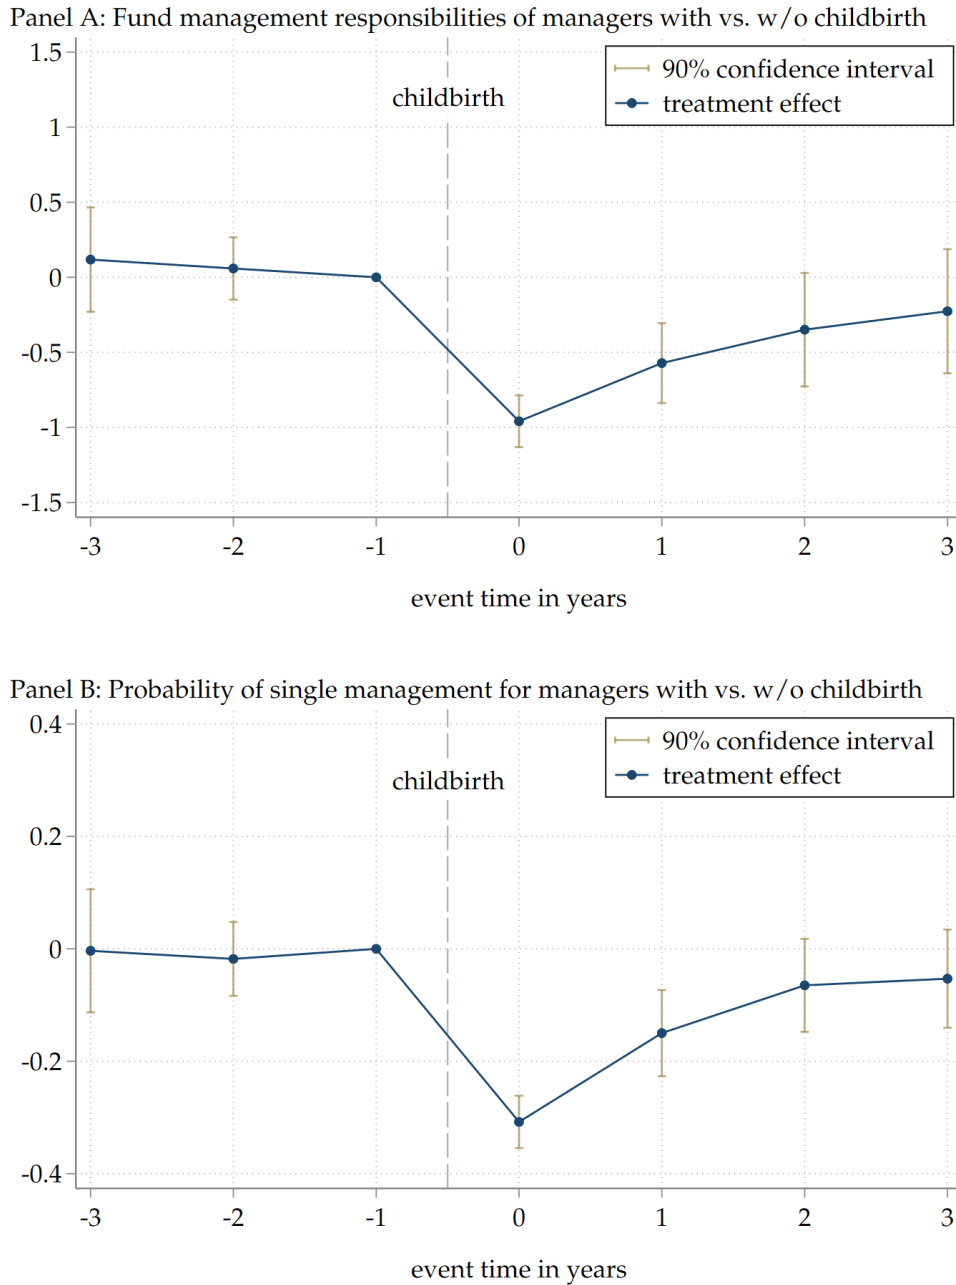 Panel A: Fund management responsibilities of managers with vs. w/o childbirth
1.5
90% confidence interval
childbirth
treatment effect
1
0.5
0
-0.5
-1
-1.5
-3 -2 -1 0 1 2 3
event time in years
Panel B: Probability of single management for managers with vs. w/o childbirth
0.4
90% confidence interval
childbirth
treatment effect
0.2
0
-0.2
-0.4
-3 -2 -1 0 1 2 3
event time in years